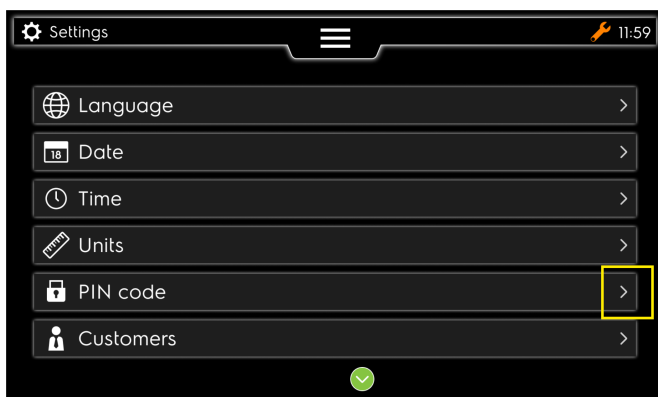 Settings
11:59
Language
18
Date
Time
Units
PIN code
Customers